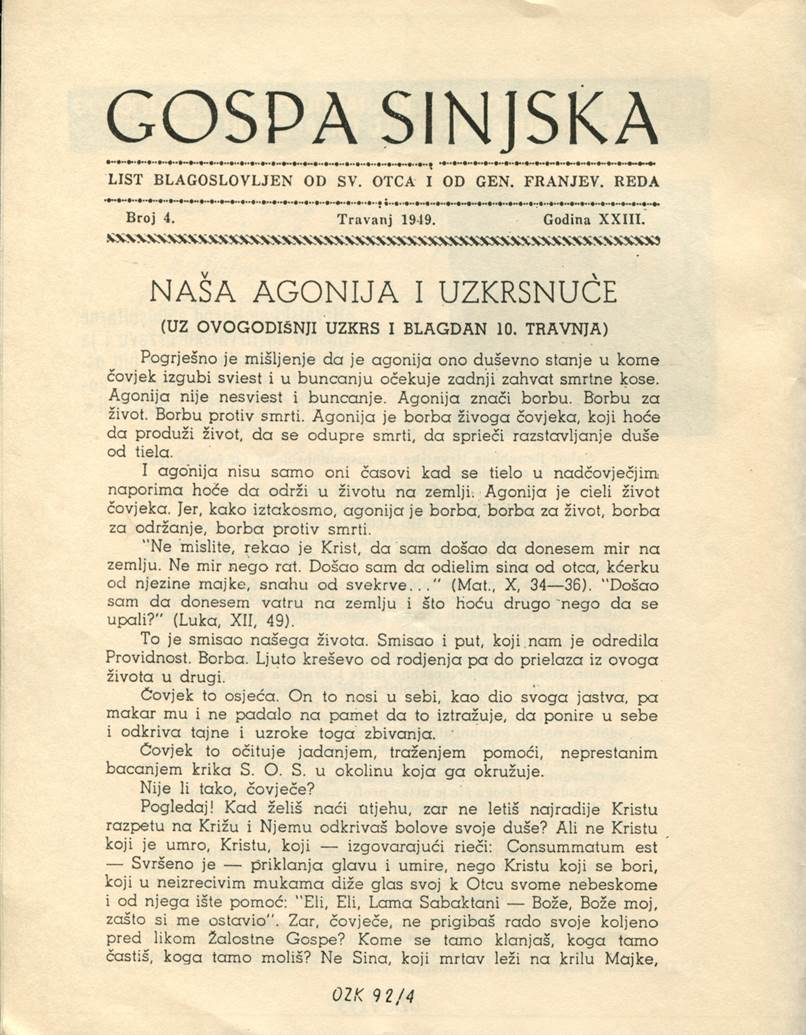 GOSPA SINJSKA
LIST BLAGOSLOVLJEN OD SV. OTCA I OD GEN. FRANJEV. REDA
Broj 4. Travanj 1949. Godina XXIII.
NAŠA AGONIJA I UZKRSNUĆE
(UZ OVOGODIŠNJI UZKRS I BLAGDAN 10. TRAVNJA)
Pogrješno je mišljenje da je agonija ono duševno stanje u kome
čovjek izgubi sviest i u buncanju očekuje zadnji zahvat smrtne kose.
Agonija nije nesviest i buncanje. Agonija znači borbu. Borbu za
život. Borbu protiv smrti. Agonija je borba živoga čovjeka, koji hoće
da produži život, da se odupre smrti, da sprieči razstavljanje duše
od tiela.
I agonija nisu samo oni časovi kad se tielo u nadčovječjim
naporima hoće da održi u životu na zemlji. Agonija je cieli život
čovjeka. Jer, kako iztakosmo, agonija je borba, borba za život, borba
za održanje, borba protiv smrti.
"Ne mislite, rekao je Krist, da sam došao da donesem mir na
zemlju. Ne mir nego rat. Došao sam da odielim sina od otca, kćerku
od njezine majke, snahu od svekrve..." (Mat., X, 34—36). "Došao
sam da donesem vatru na zemlju i što hoću drugo nego da se
upali?" (Luka, XII, 49).
To je smisao našega života. Smisao i put, koji nam je odredila
Providnost. Borba. Ljuto kreševo od rodjenja pa do prielaza iz ovoga
života u drugi.
Čovjek to osjeća. On to nosi u sebi, kao dio svoga jastva, pa
makar mu i ne padalo na pamet da to iztražuje, da ponire u sebe
i odkriva tajne i uzroke toga zbivanja.
Čovjek to očituje jadanjem, traženjem pomoći, neprestanim
bacanjem krika S. O. S. u okolinu koja ga okružuje.
Nije li tako, čovječe?
Pogledaj! Kad želiš naći utjehu, zar ne letiš najradije Kristu
razpetu na Križu i Njemu odkrivaš bolove svoje duše? Ali ne Kristu
koji je umro, Kristu, koji — izgovarajući rieči: Consummatum est
— Svršeno je — priklanja glavu i umire, nego Kristu koji se bori,
koji u neizrecivim mukama diže glas svoj k Otcu svome nebeskome
i od njega ište pomoć: "Eli, Eli, Lama Sabaktani — Bože, Bože moj,
zašto si me ostavio". Zar, čovječe, ne prigibaš rado svoje koljeno
pred likom Žalostne Gospe? Kome se tamo klanjaš, koga tamo
častiš, koga tamo moliš? Ne Sina, koji mrtav leži na krilu Majke,
OZK 92/4